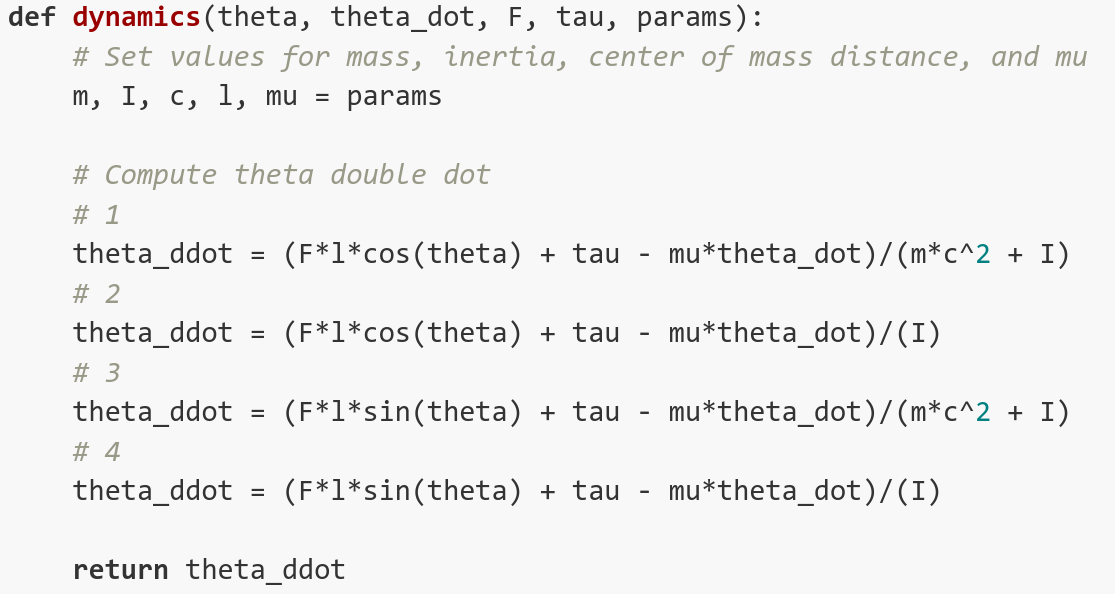 def dynamics(theta, theta_dot, F, tau, params):
    # Set values for mass, inertia, center of mass distance, and mu
    m, I, c, l, mu = params

    # Compute theta double dot
    # 1
    theta_ddot = (F*l*cos(theta) + tau - mu*theta_dot)/(m*c^2 + I)
    # 2
    theta_ddot = (F*l*cos(theta) + tau - mu*theta_dot)/(I)
    # 3
    theta_ddot = (F*l*sin(theta) + tau - mu*theta_dot)/(m*c^2 + I)
    # 4
    theta_ddot = (F*l*sin(theta) + tau - mu*theta_dot)/(I)

    return theta_ddot